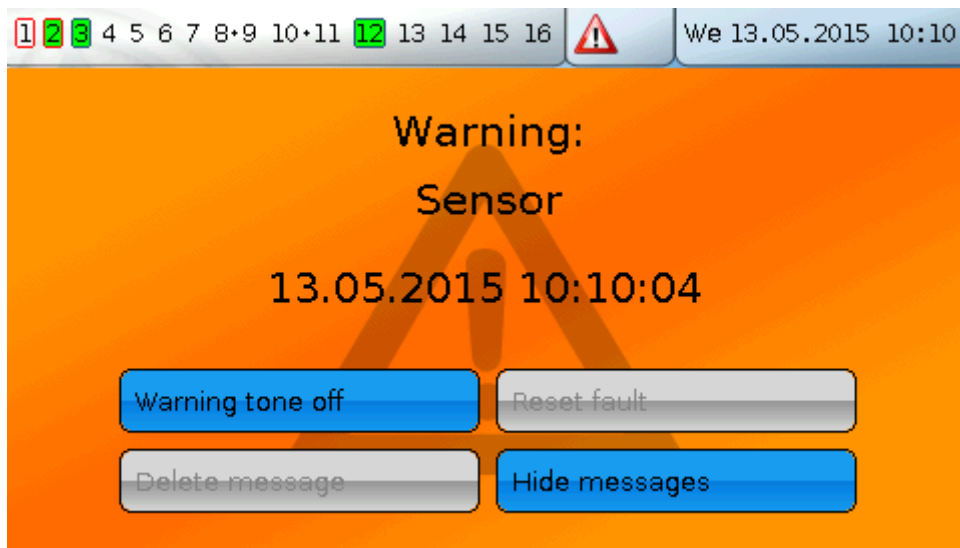 1 2 3 4 5 6 7 8•9 10•11 12 13 14 15 16 We 13.05.2015 10:10
Warning:
Sensor
13.05.2015 10:10:04
Warning tone off Reset fault
Delete message Hide messages